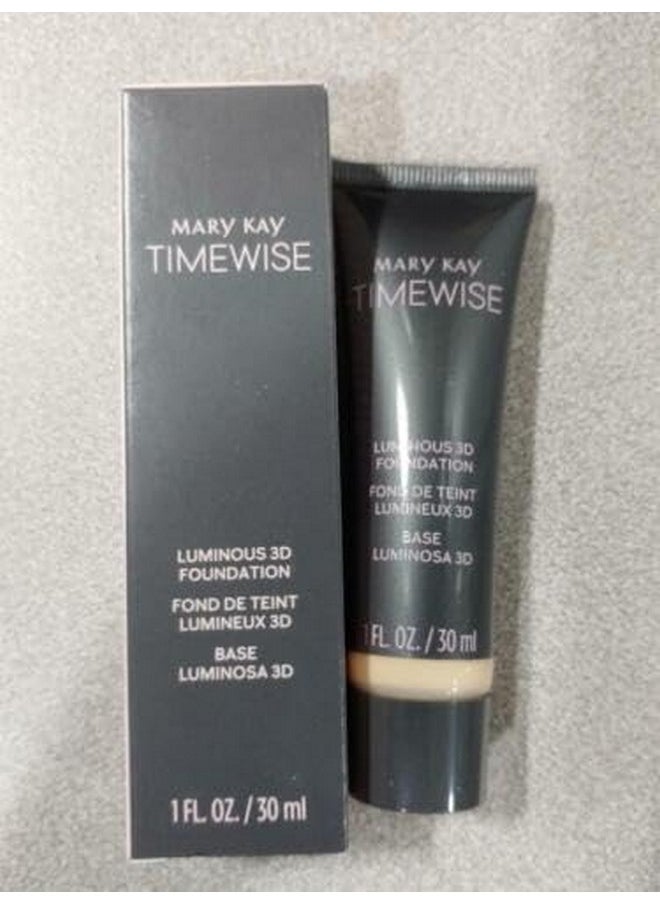 MARY KAY
TIMEWISE
LUMINOUS 3D
FOUNDATION
FOND DE TEINT
LUMINEUX 3D
BASE
LUMINOSA 3D
1 FL. OZ. / 30 ml
MARY KAY
TIMEWISE
LUMINOUS 3D
FOUNDATION
FOND DE TEINT
LUMINEUX 3D
BASE
LUMINOSA 3D
1 FL. OZ. / 30 ml